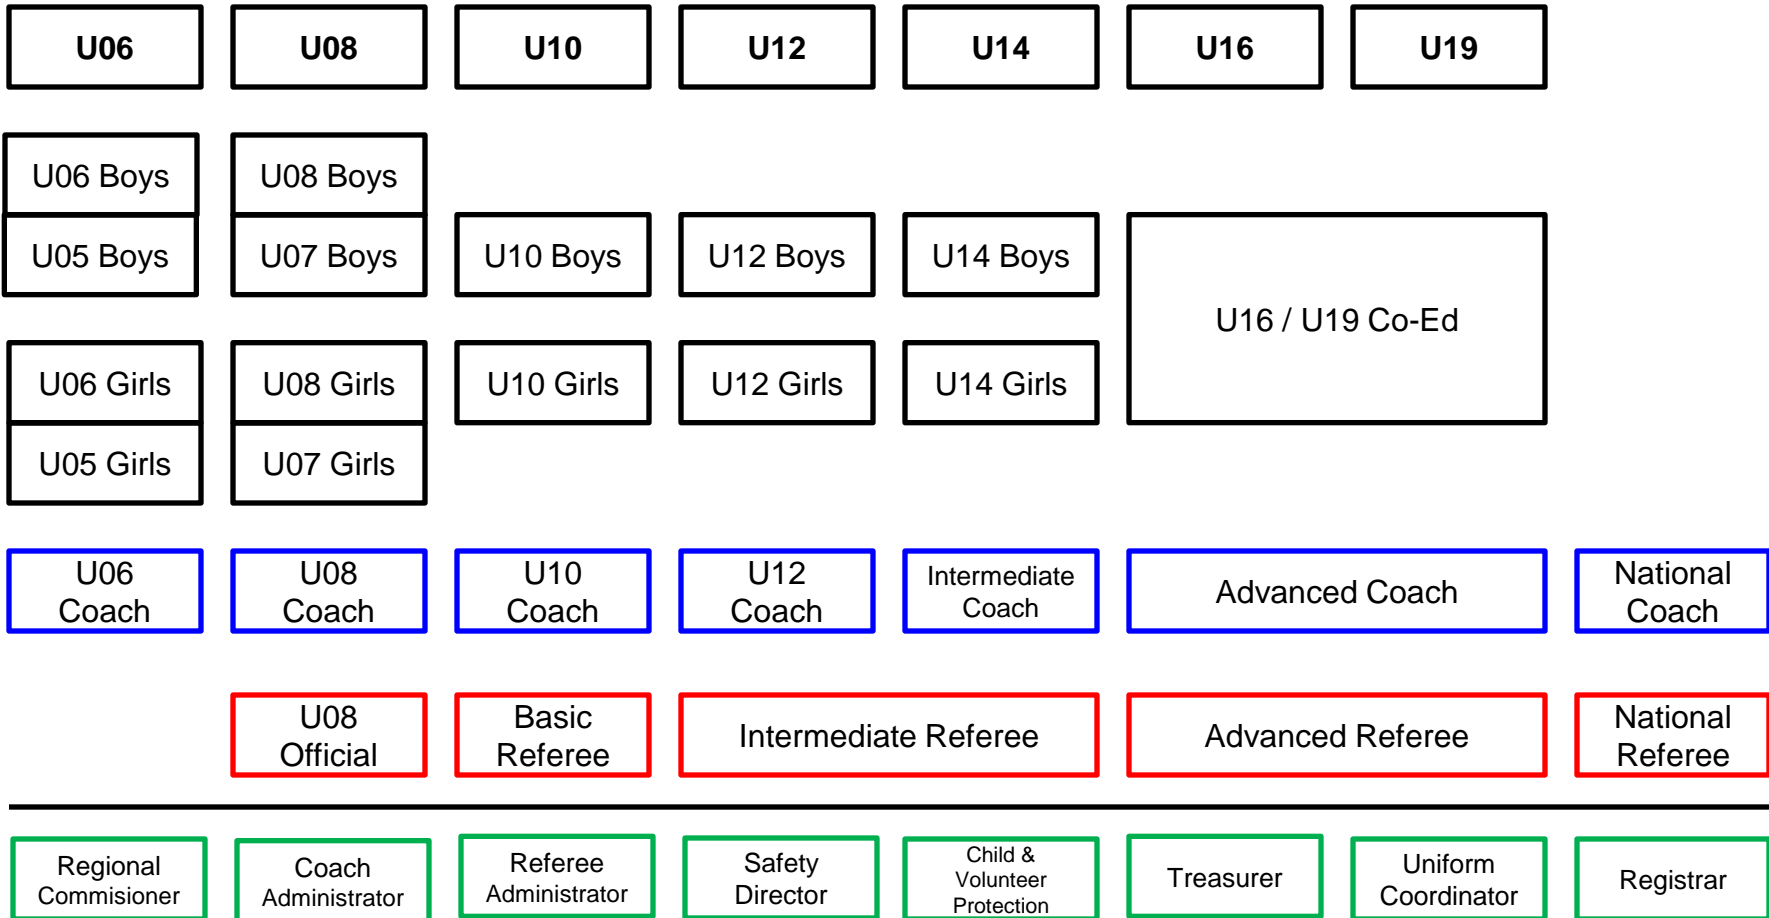 U06
U08
U10
U12
U14
U16
U19
U06 Boys
U08 Boys
U05 Boys
U07 Boys
U10 Boys
U12 Boys
U14 Boys
U16 / U19 Co-Ed
U06 Girls
U08 Girls
U10 Girls
U12 Girls
U14 Girls
U05 Girls
U07 Girls
U06
Coach
U08
Coach
U10
Coach
U12
Coach
Intermediate
Coach
Advanced Coach
National
Coach
U08
Official
Basic
Referee
Intermediate Referee
Advanced Referee
National
Referee
Regional
Commisioner
Coach
Administrator
Referee
Administrator
Safety
Director
Child &
Volunteer
Protection
Treasurer
Uniform
Coordinator
Registrar